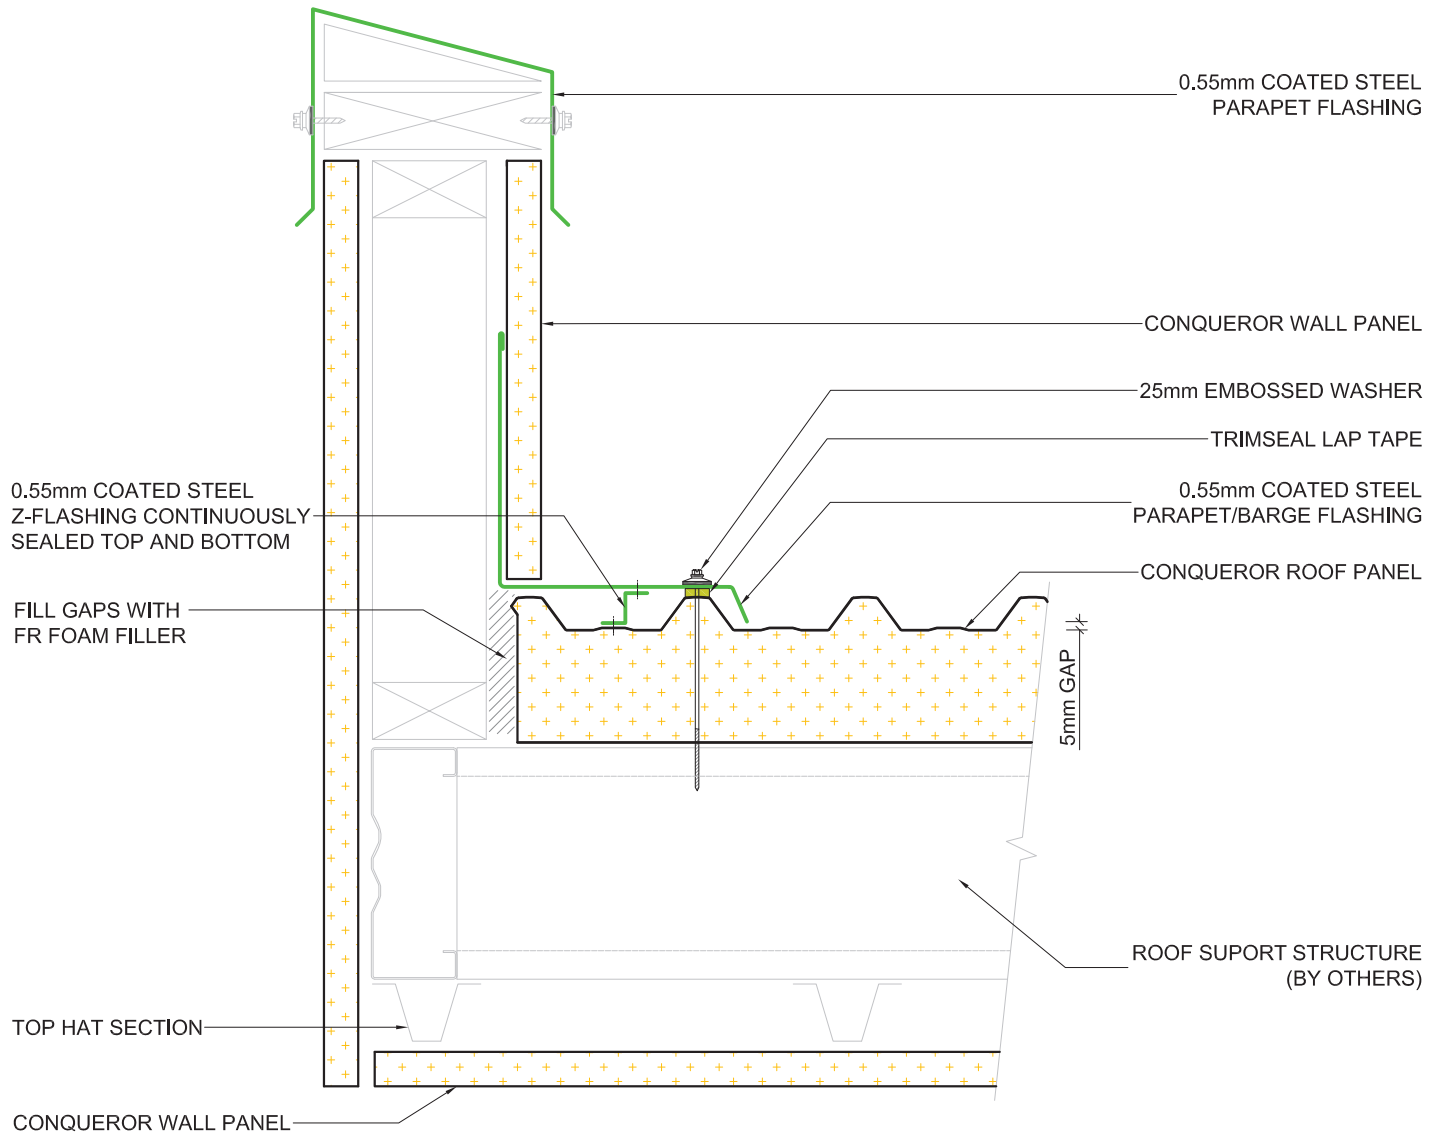 0.55mm COATED STEEL
PARAPET FLASHING
CONQUEROR WALL PANEL
25mm EMBOSSED WASHER
TRIMSEAL LAP TAPE
0.55mm COATED STEEL
PARAPET/BARGE FLASHING
CONQUEROR ROOF PANEL
5mm GAP
ROOF SUPORT STRUCTURE
(BY OTHERS)
0.55mm COATED STEEL
Z-FLASHING CONTINUOUSLY
SEALED TOP AND BOTTOM
FILL GAPS WITH
FR FOAM FILLER
TOP HAT SECTION
CONQUEROR WALL PANEL